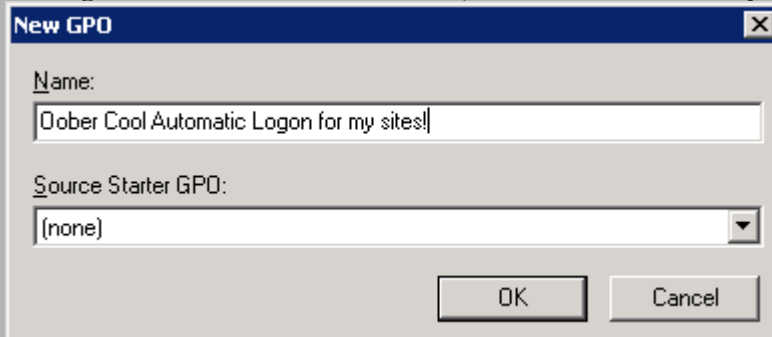 New GPO
Name:
Oober Cool Automatic Logon for my sites!
Source Starter GPO:
(none)
OK Cancel